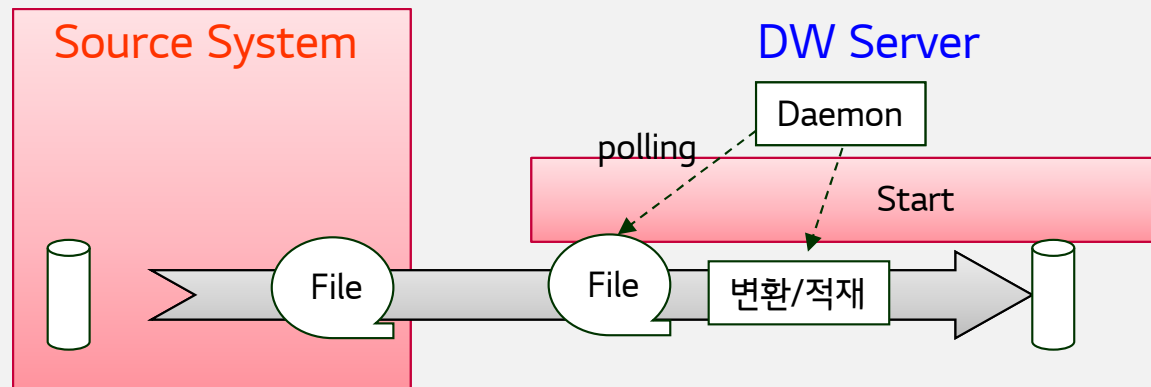 Source System
DW Server
Daemon
polling
Start
File
File
변환/적재